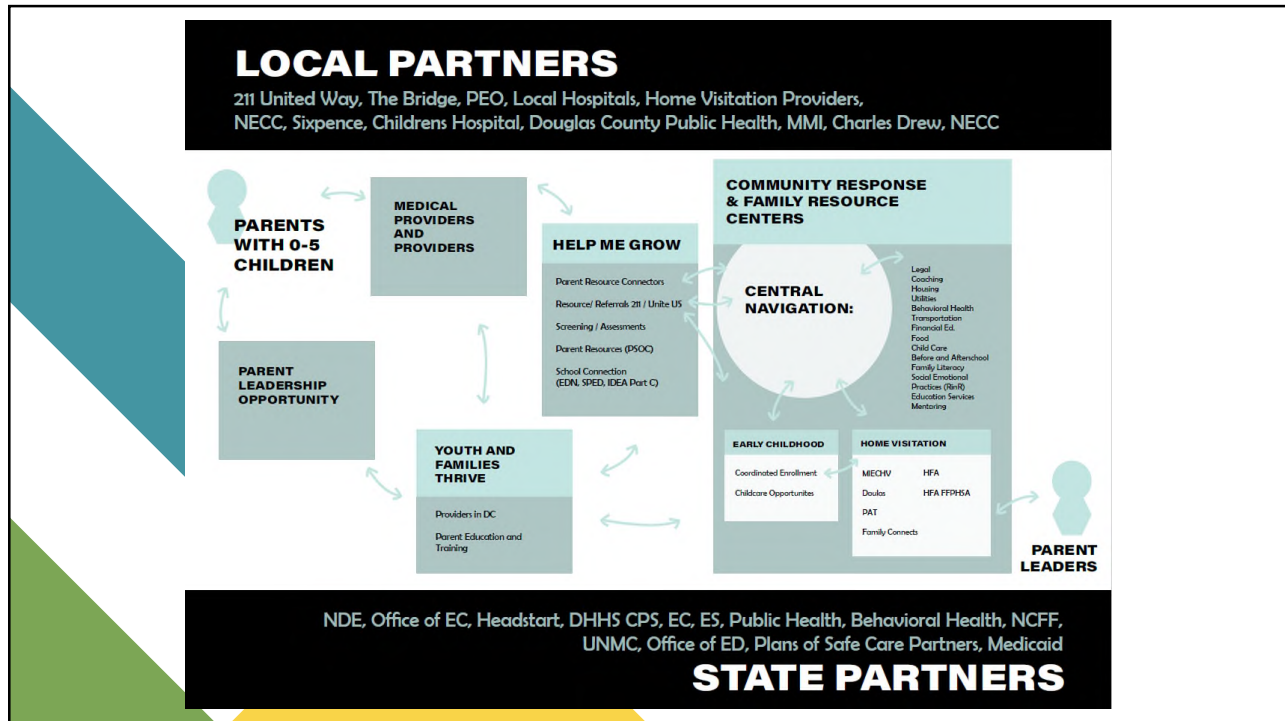 LOCAL PARTNERS
211 United Way, The Bridge, PEO, Local Hospitals, Home Visitation Providers,
NECC, Sixpence, Childrens Hospital, Douglas County Public Health, MMI, Charles Drew, NECC
PARENTS
WITH 0-5
CHILDREN
MEDICAL
PROVIDERS
AND
PROVIDERS
PARENT
LEADERSHIP
OPPORTUNITY
HELP ME GROW
Parent Resource Connectors
Resource/ Referrals 211 / Unite US
Screening / Assessments
Parent Resources (PSOC)
School Connection
(EDN, SPED, IDEA Part C)
YOUTH AND
FAMILIES
THRIVE
Providers in DC
Parent Education and
Training
COMMUNITY RESPONSE
& FAMILY RESOURCE
CENTERS
CENTRAL
NAVIGATION:
Legal
Coaching
Housing
Utilities
Behavioral Health
Transportation
Financial Ed.
Food
Child Care
Before and Afterschool
Family Literacy
Social Emotional
Practices (RinR)
Education Services
Mentoring
EARLY CHILDHOOD
Coordinated Enrollment
Childcare Opportunites
HOME VISITATION
MIECHV
Doulas
PAT
Family Connects
HFA
HFA FFPHSA
PARENT
LEADERS
NDE, Office of EC, Headstart, DHHS CPS, EC, ES, Public Health, Behavioral Health, NCFF,
UNMC, Office of ED, Plans of Safe Care Partners, Medicaid
STATE PARTNERS